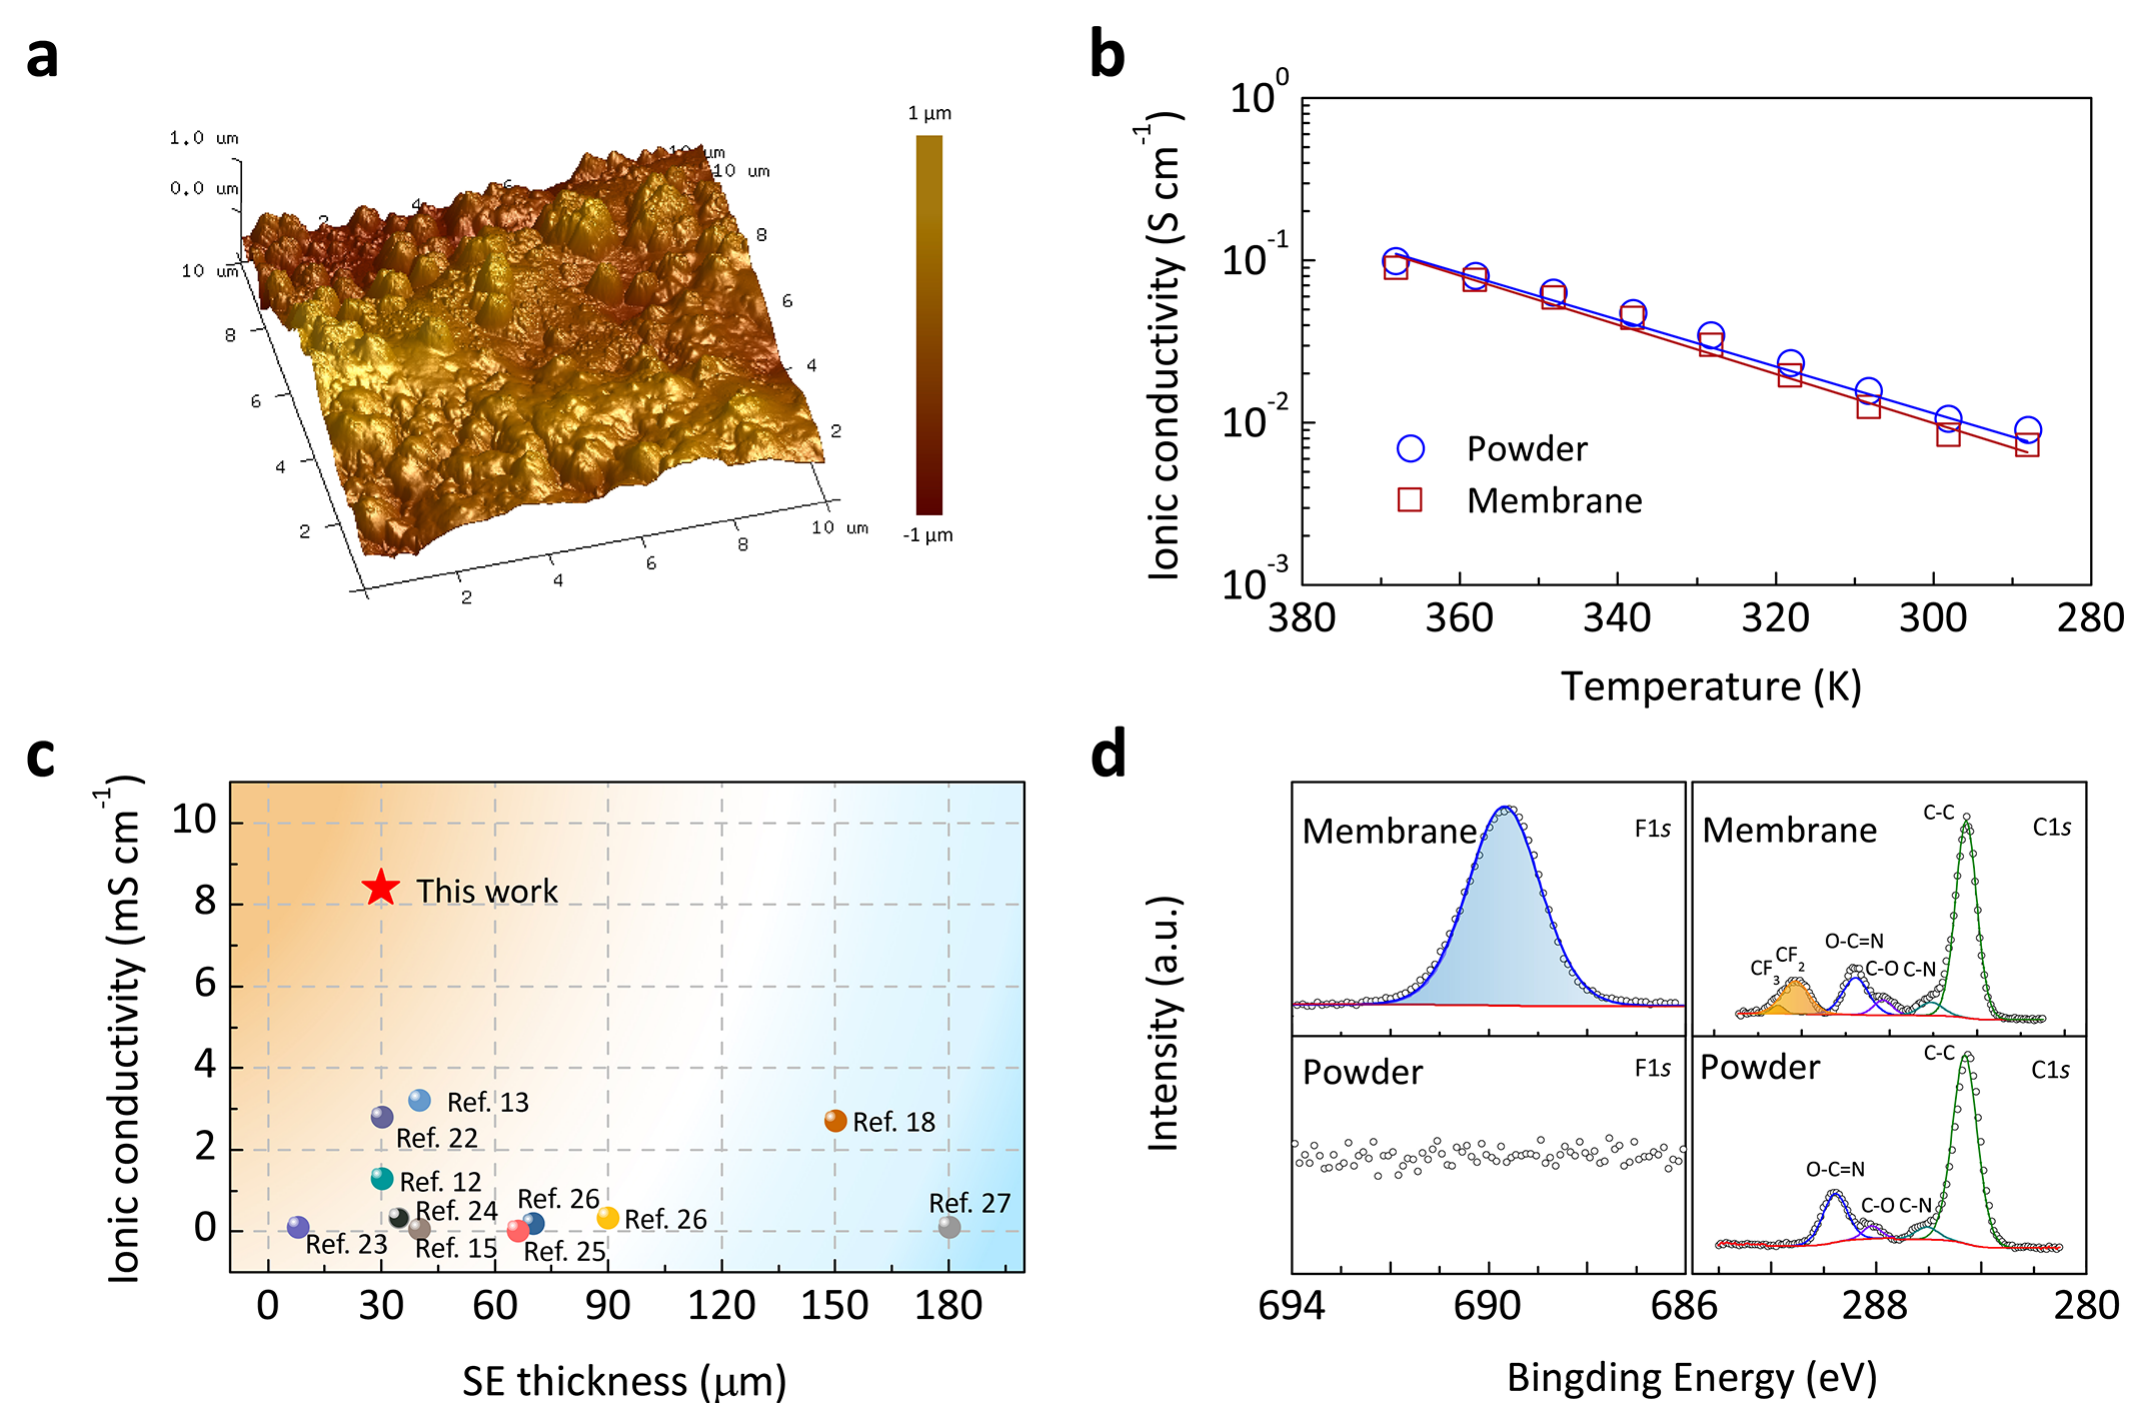 a
1 µm
-1 µm
1.0 um
0.0 um
10 um
8
6
4
2
2
4
6
8
10 um
2
4
6
8
10 um
2
4
6
b
Ionic conductivity (S cm-1)
10^0
10^-1
10^-2
10^-3
Powder
Membrane
380 360 340 320 300 280
Temperature (K)
c
Ionic conductivity (mS cm-1)
10
8
6
4
2
0
This work
Ref. 13
Ref. 22
Ref. 18
Ref. 12
Ref. 24
Ref. 26
Ref. 26
Ref. 27
Ref. 23
Ref. 15
Ref. 25
0 30 60 90 120 150 180
SE thickness (µm)
d
Intensity (a.u.)
Membrane F1s
Membrane C1s
C-C
O-C=N
CF3 CF2
C-O C-N
Powder F1s
Powder C1s
C-C
O-C=N
C-O C-N
694 690 686 288 280
Bingding Energy (eV)